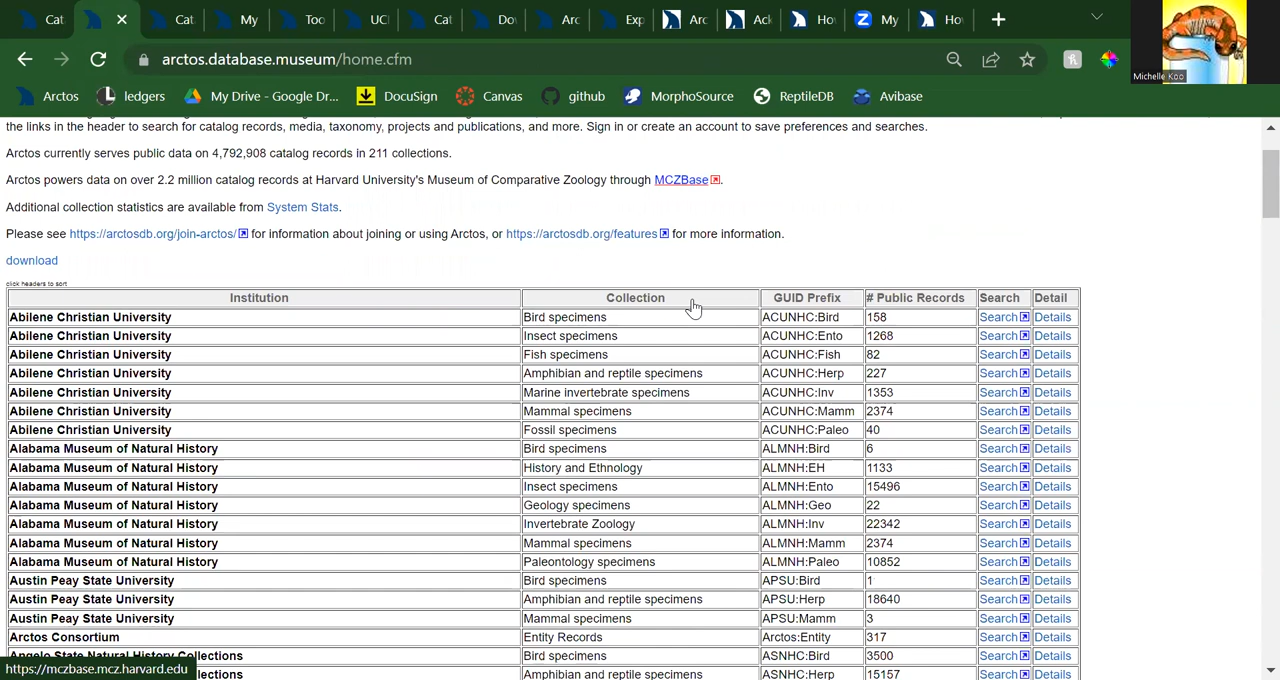 Cat Cat My Too UC Cat Do Arc Exp Arc Ack Ho My Ho
arctos.database.museum/home.cfm
Michelle Koo
Arctos ledgers My Drive - Google Dr... DocuSign Canvas github MorphoSource ReptileDB Avibase
the links in the header to search for catalog records, media, taxonomy, projects and publications, and more. Sign in or create an account to save preferences and searches.
Arctos currently serves public data on 4,792,908 catalog records in 211 collections.
Arctos powers data on over 2.2 million catalog records at Harvard University's Museum of Comparative Zoology through MCZBase.
Additional collection statistics are available from System Stats.
Please see https://arctosdb.org/join-arctos/ for information about joining or using Arctos, or https://arctosdb.org/features for more information.
download
click headers to sort
Institution Collection GUID Prefix # Public Records Search Detail
Abilene Christian University Bird specimens ACUNHC:Bird 158 Search Details
Abilene Christian University Insect specimens ACUNHC:Ento 1268 Search Details
Abilene Christian University Fish specimens ACUNHC:Fish 82 Search Details
Abilene Christian University Amphibian and reptile specimens ACUNHC:Herp 227 Search Details
Abilene Christian University Marine invertebrate specimens ACUNHC:Inv 1353 Search Details
Abilene Christian University Mammal specimens ACUNHC:Mamm 2374 Search Details
Abilene Christian University Fossil specimens ACUNHC:Paleo 40 Search Details
Alabama Museum of Natural History Bird specimens ALMNH:Bird 6 Search Details
Alabama Museum of Natural History History and Ethnology ALMNH:EH 1133 Search Details
Alabama Museum of Natural History Insect specimens ALMNH:Ento 15496 Search Details
Alabama Museum of Natural History Geology specimens ALMNH:Geo 22 Search Details
Alabama Museum of Natural History Invertebrate Zoology ALMNH:Inv 22342 Search Details
Alabama Museum of Natural History Mammal specimens ALMNH:Mamm 2374 Search Details
Alabama Museum of Natural History Paleontology specimens ALMNH:Paleo 10852 Search Details
Austin Peay State University Bird specimens APSU:Bird 1 Search Details
Austin Peay State University Amphibian and reptile specimens APSU:Herp 18640 Search Details
Austin Peay State University Mammal specimens APSU:Mamm 3 Search Details
Arctos Consortium Entity Records Arctos:Entity 317 Search Details
Angelo State Natural History Collections Bird specimens ASNHC:Bird 3500 Search Details
https://mczbase.mcz.harvard.edu llections Amphibian and reptile specimens ASNHC:Herp 15157 Search Details